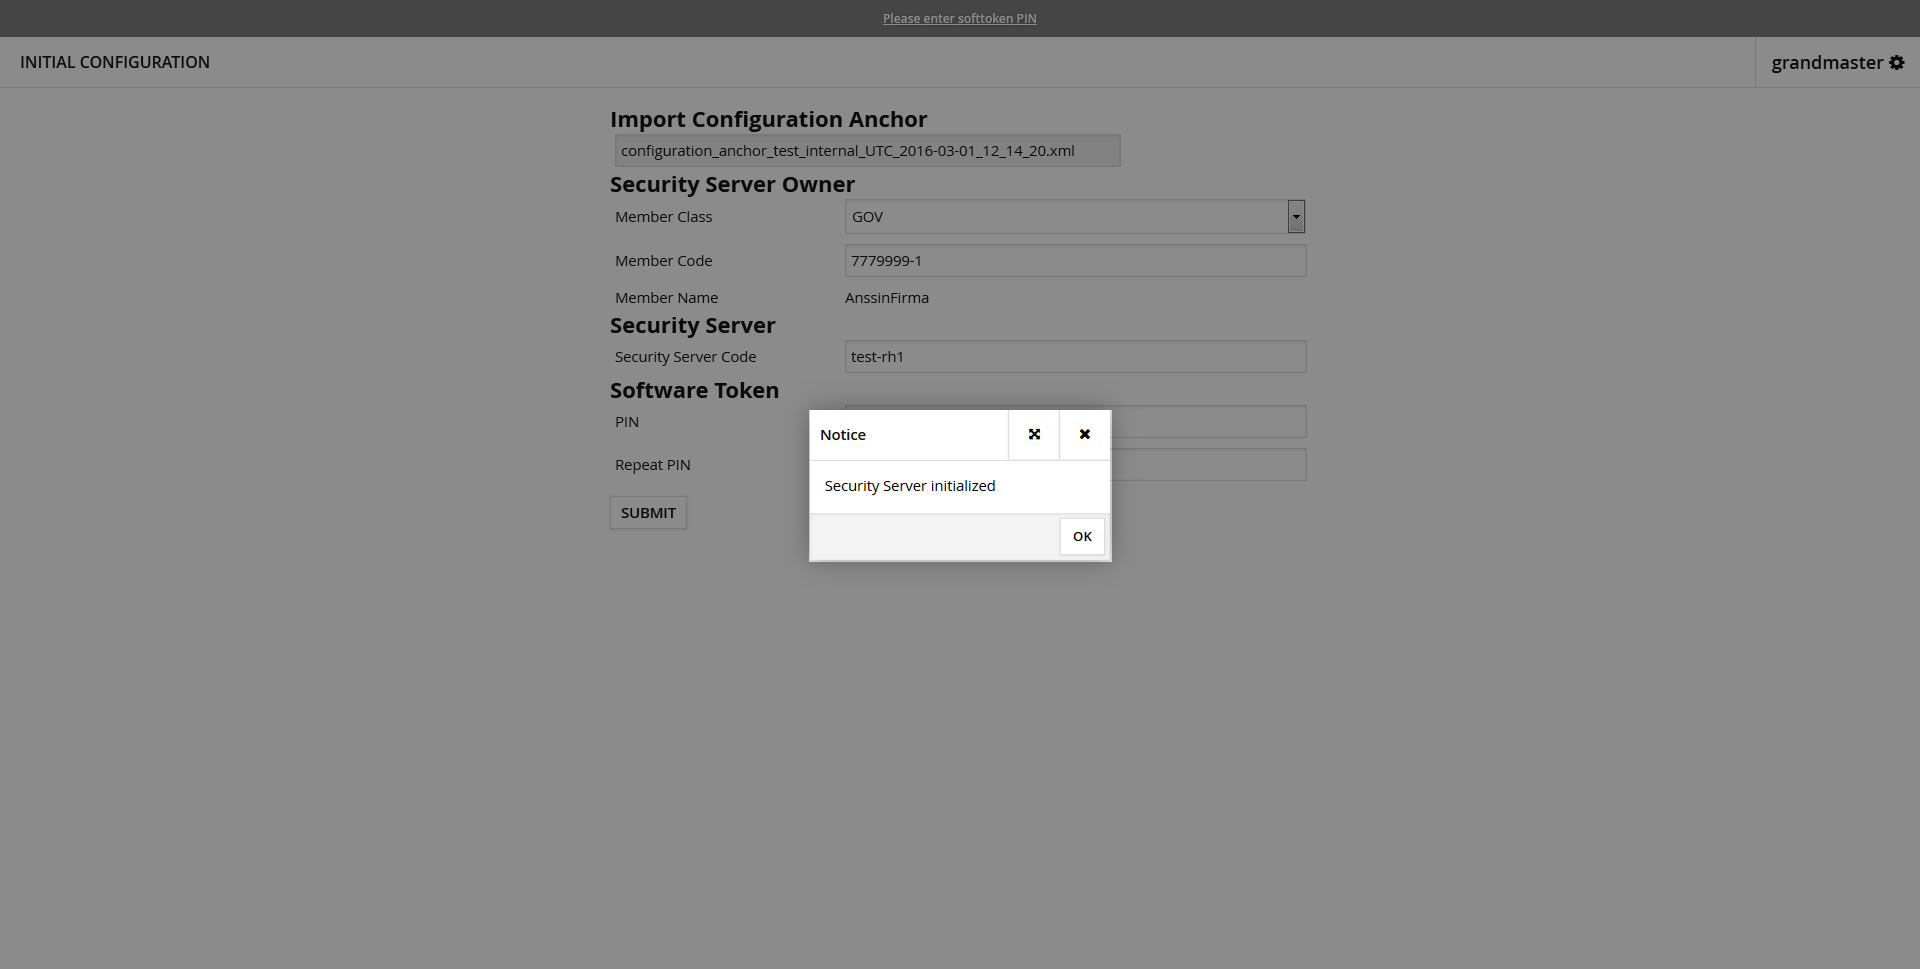 Please enter softtoken PIN
INITIAL CONFIGURATION
grandmaster
Import Configuration Anchor
configuration_anchor_test_internal_UTC_2016-03-01_12_14_20.xml
Security Server Owner
Member Class GOV
Member Code 7779999-1
Member Name AnssinFirma
Security Server
Security Server Code test-rh1
Software Token
PIN
Repeat PIN
SUBMIT
Notice
Security Server initialized
OK